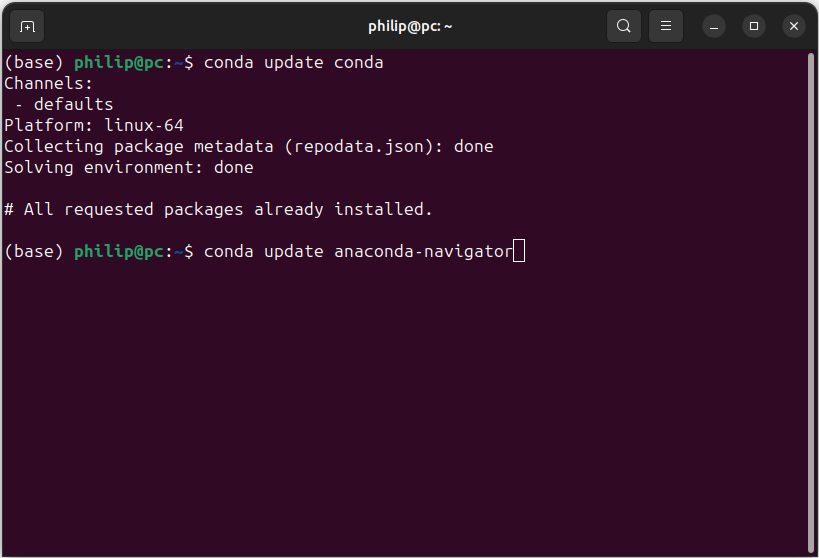 philip@pc: ~
(base) philip@pc:~$ conda update conda
Channels:
 - defaults
Platform: linux-64
Collecting package metadata (repodata.json): done
Solving environment: done
# All requested packages already installed.
(base) philip@pc:~$ conda update anaconda-navigator